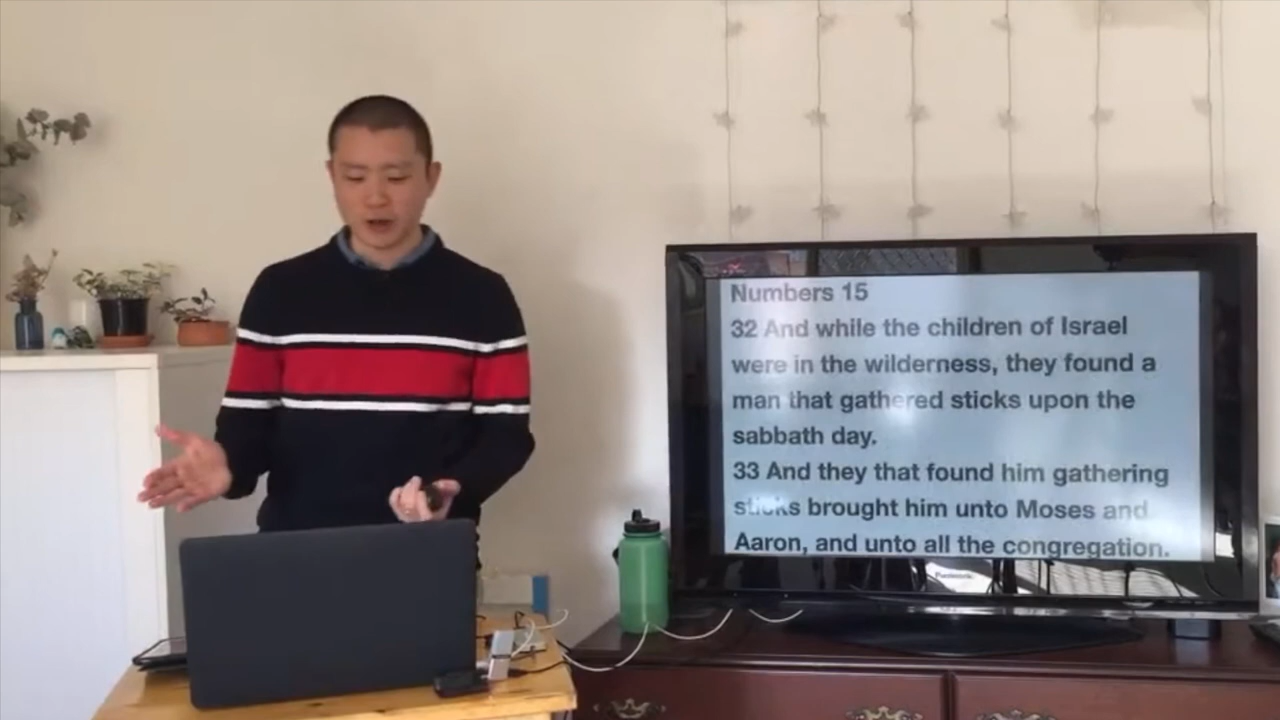 Numbers 15
32 And while the children of Israel
were in the wilderness, they found a
man that gathered sticks upon the
sabbath day.
33 And they that found him gathering
sticks brought him unto Moses and
Aaron, and unto all the congregation.
Panasonic